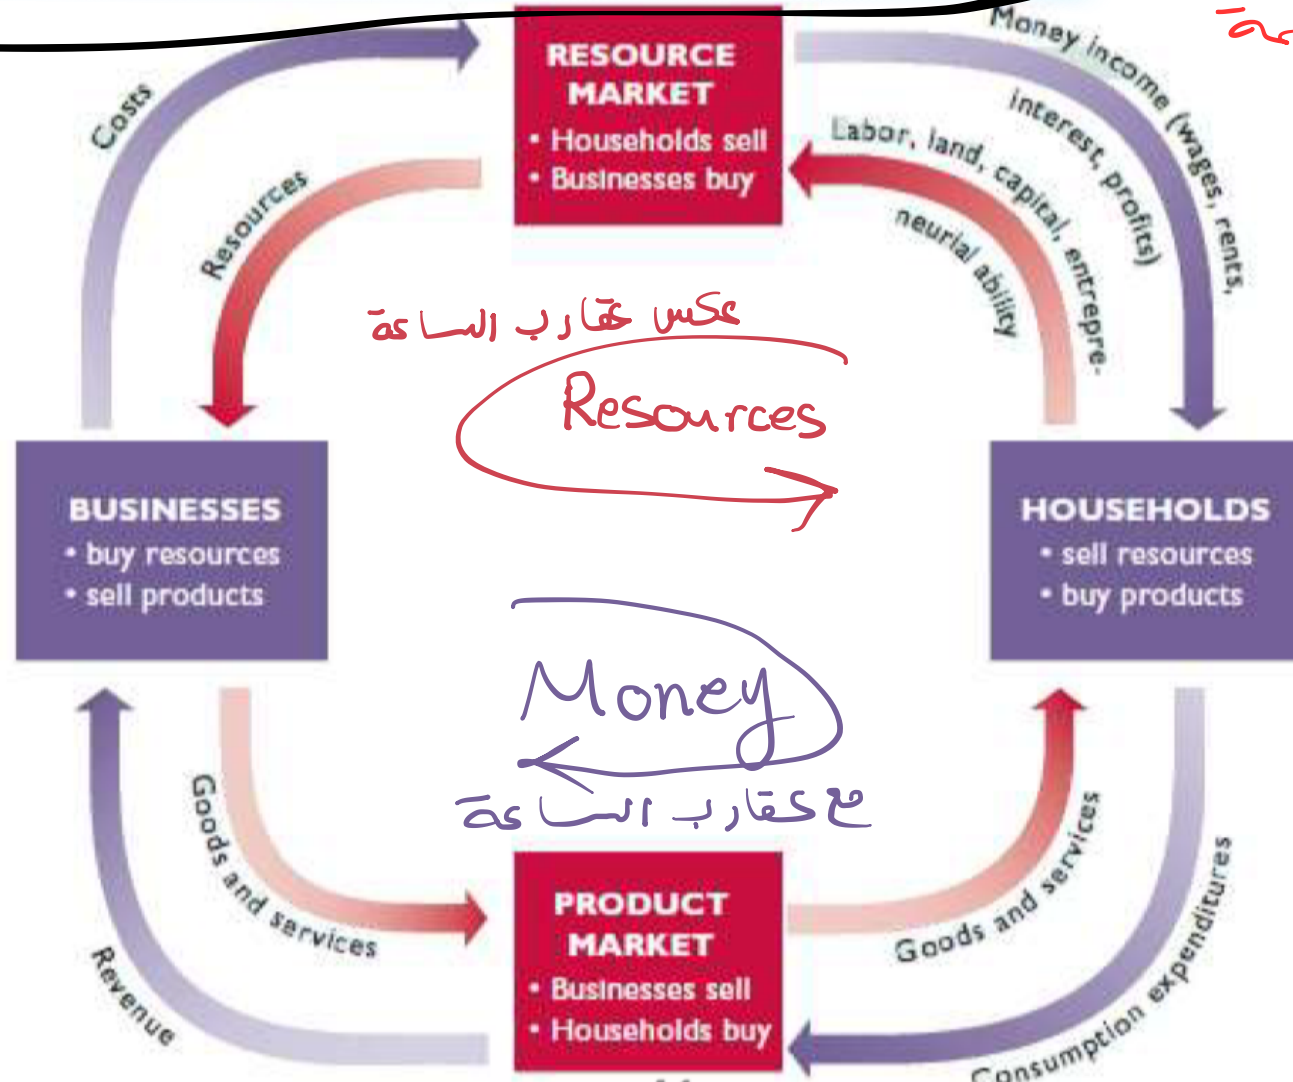 RESOURCE
MARKET
• Households sell
• Businesses buy
Costs
Resources
Money income (wages, rents,
interest, profits)
Labor, land, capital, entrepre-
neurial ability
عكس عقارب الساعة
Resources
BUSINESSES
• buy resources
• sell products
HOUSEHOLDS
• sell resources
• buy products
Money
مع عقارب الساعة
Goods and services
Revenue
PRODUCT
MARKET
• Businesses sell
• Households buy
Goods and services
Consumption expenditures